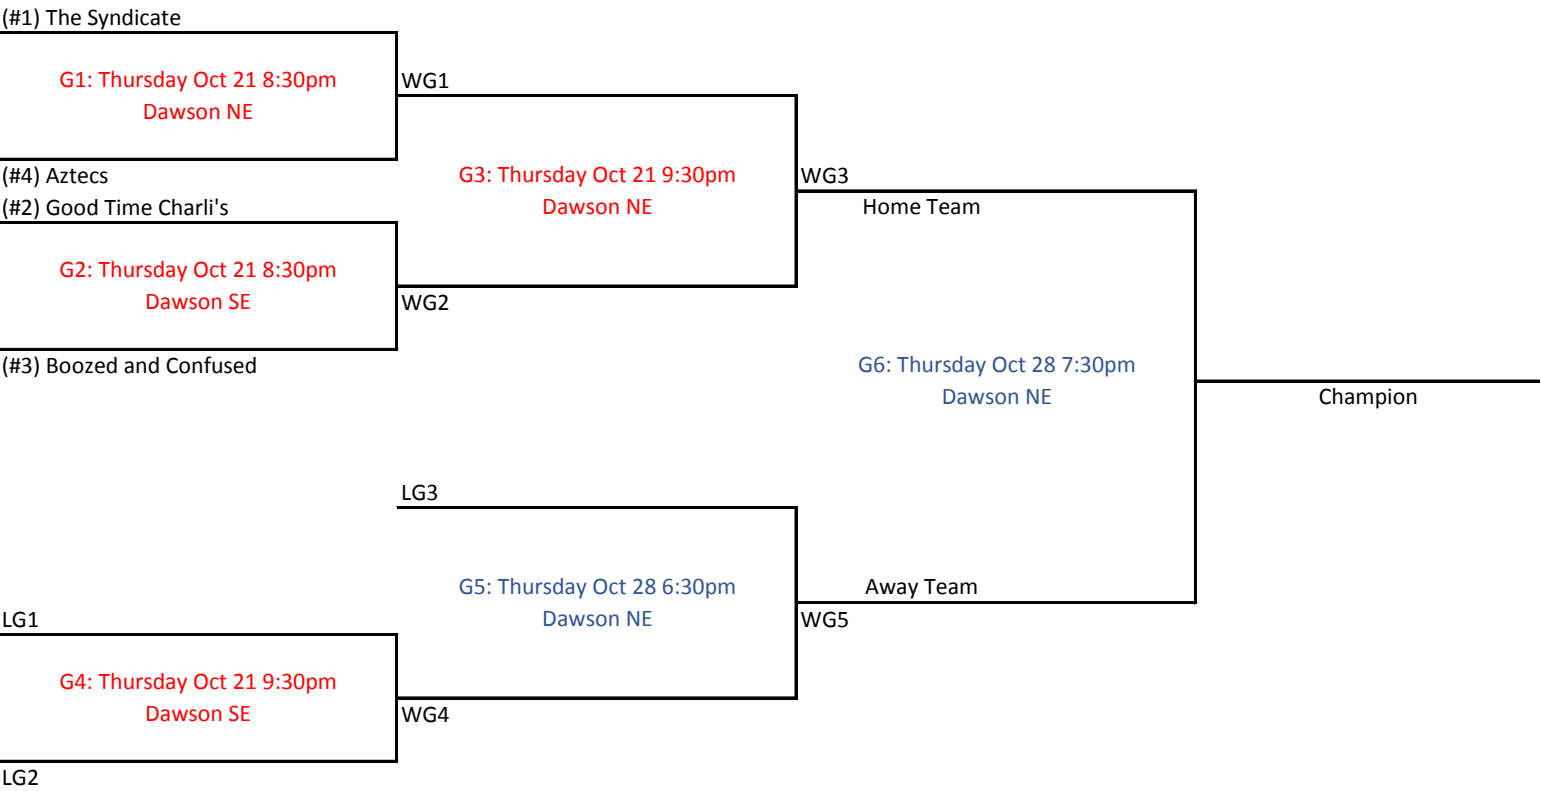 (#1) The Syndicate
G1: Thursday Oct 21 8:30pm
Dawson NE
WG1
(#4) Aztecs
(#2) Good Time Charli's
G3: Thursday Oct 21 9:30pm
Dawson NE
WG3
Home Team
G2: Thursday Oct 21 8:30pm
Dawson SE
WG2
(#3) Boozed and Confused
G6: Thursday Oct 28 7:30pm
Dawson NE
Champion
LG3
G5: Thursday Oct 28 6:30pm
Dawson NE
Away Team
WG5
LG1
G4: Thursday Oct 21 9:30pm
Dawson SE
WG4
LG2